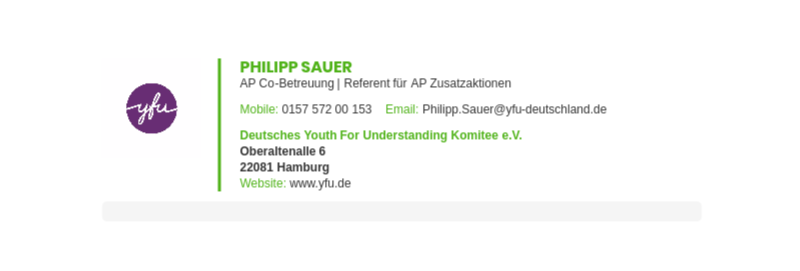 yfu
PHILIPP SAUER
AP Co-Betreuung | Referent für AP Zusatzaktionen
Mobile: 0157 572 00 153 Email: Philipp.Sauer@yfu-deutschland.de
Deutsches Youth For Understanding Komitee e.V.
Oberaltenalle 6
22081 Hamburg
Website: www.yfu.de